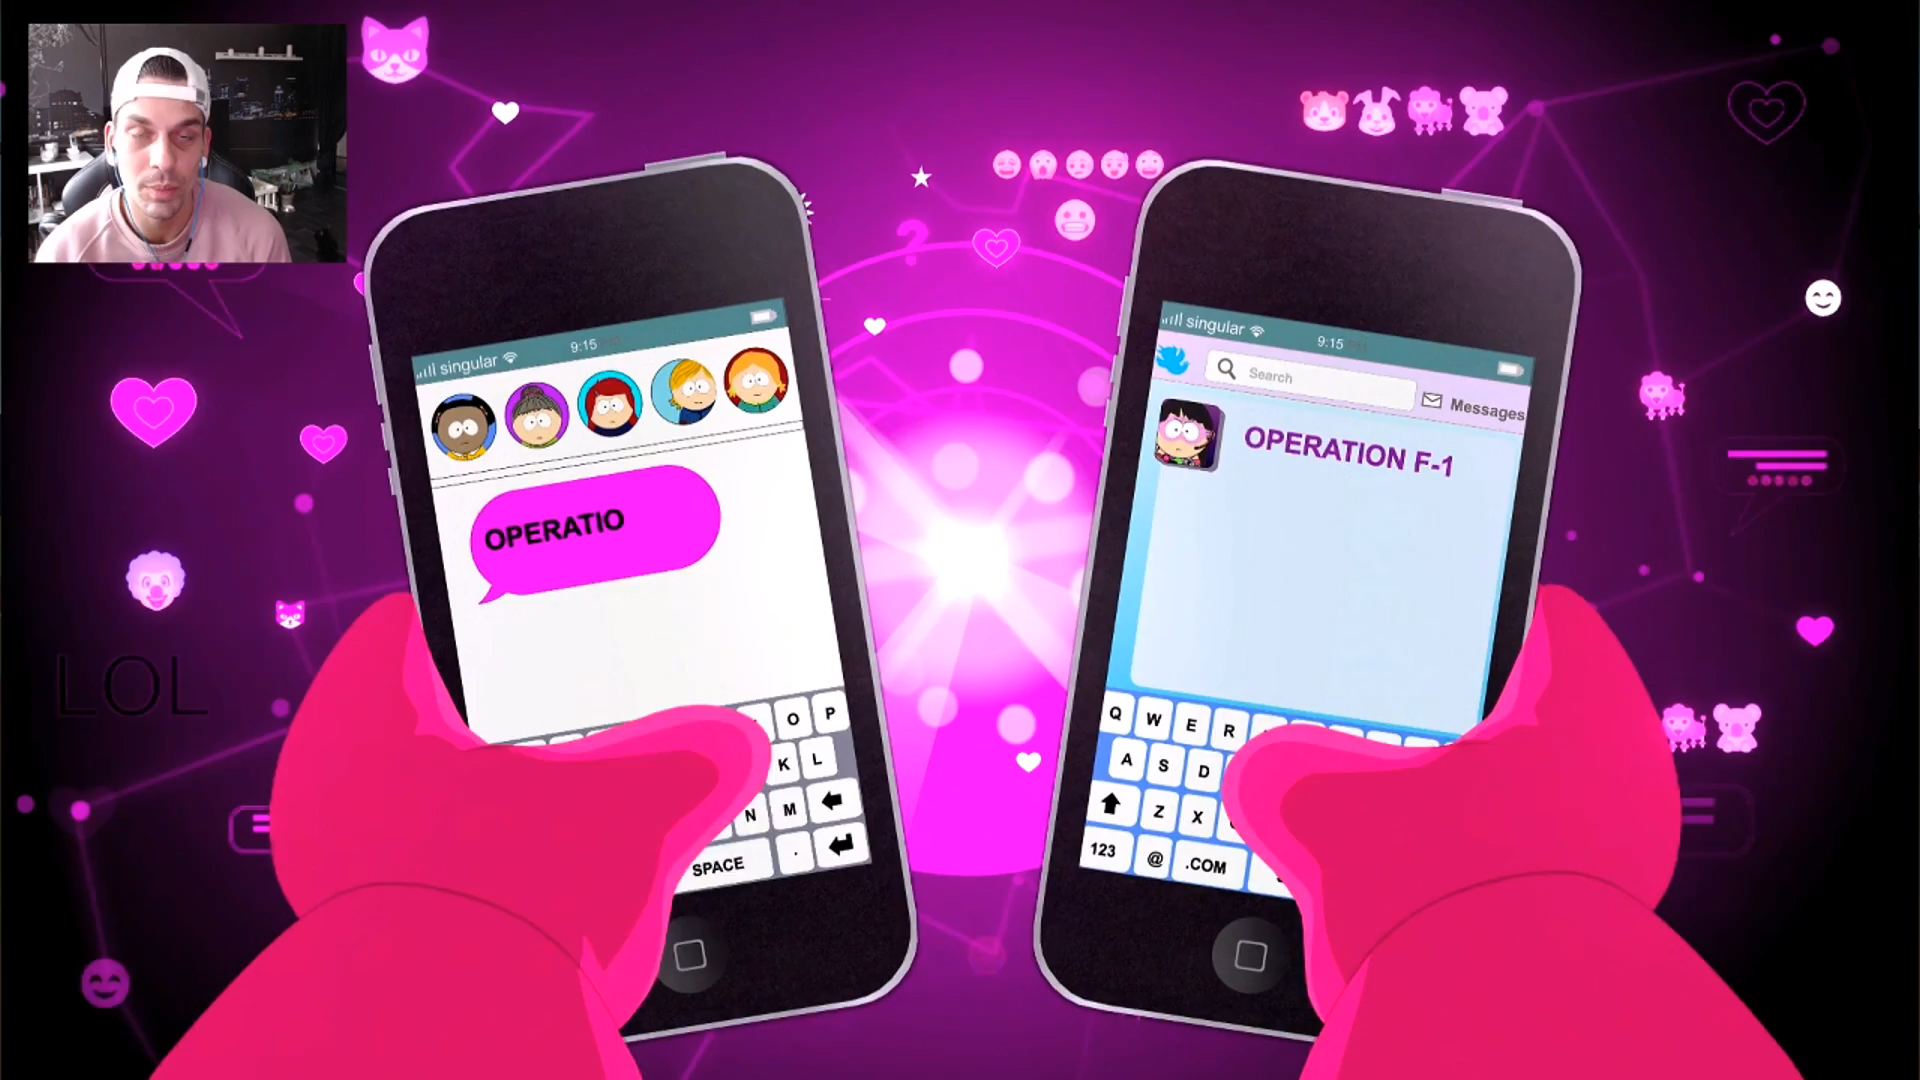 singular
9:15
OPERATIO
O P
K L
N M
SPACE .
LOL
singular
9:15
Search
Messages
OPERATION F-1
Q W E R
A S D
Z X
123 @ .COM